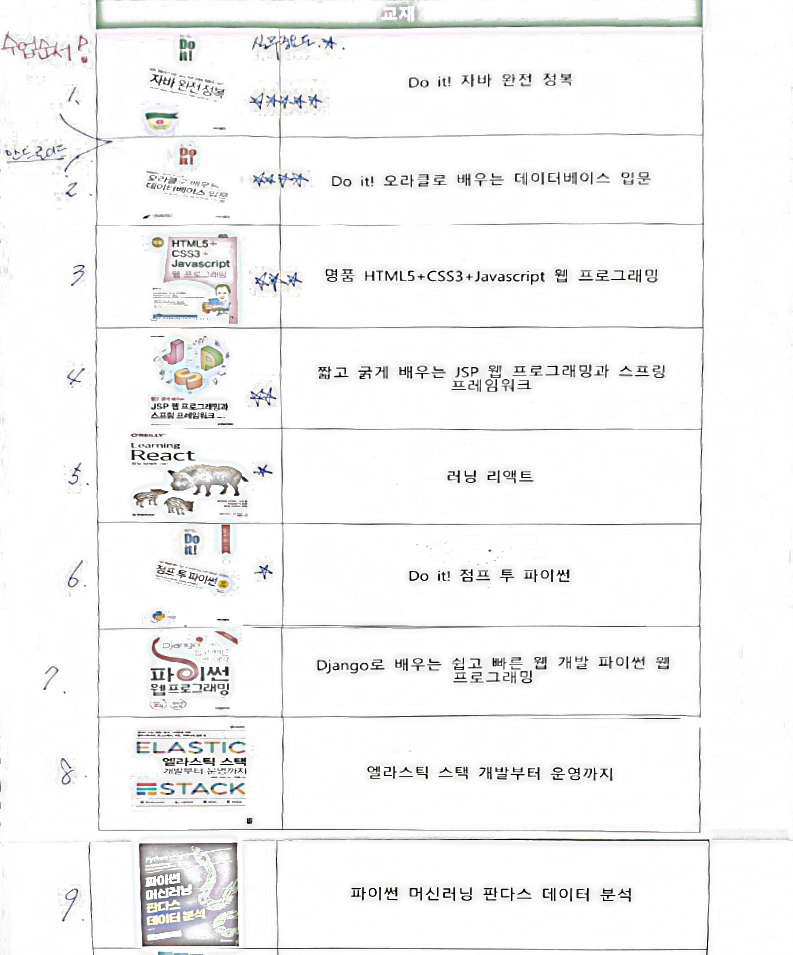 교재
수업순서!
Do it!
자바 완전 정복
1.
Do it! 자바 완전 정복
안드로이드
Do it!
오라클로 배우는
데이터베이스 입문
2.
Do it! 오라클로 배우는 데이터베이스 입문
HTML5+
CSS3+
Javascript
웹 프로그래밍
3
명품 HTML5+CSS3+Javascript 웹 프로그래밍
JSP 웹 프로그래밍과
스프링 프레임워크
4
짧고 굵게 배우는 JSP 웹 프로그래밍과 스프링
프레임워크
O'REILLY
Learning
React
5.
러닝 리액트
Do it!
점프 투 파이썬
6.
Do it! 점프 투 파이썬
Django
파이썬
웹프로그래밍
7.
Django로 배우는 쉽고 빠른 웹 개발 파이썬 웹
프로그래밍
ELASTIC
엘라스틱 스택
개발부터 운영까지
STACK
8.
엘라스틱 스택 개발부터 운영까지
파이썬
머신러닝
판다스
데이터 분석
9.
파이썬 머신러닝 판다스 데이터 분석